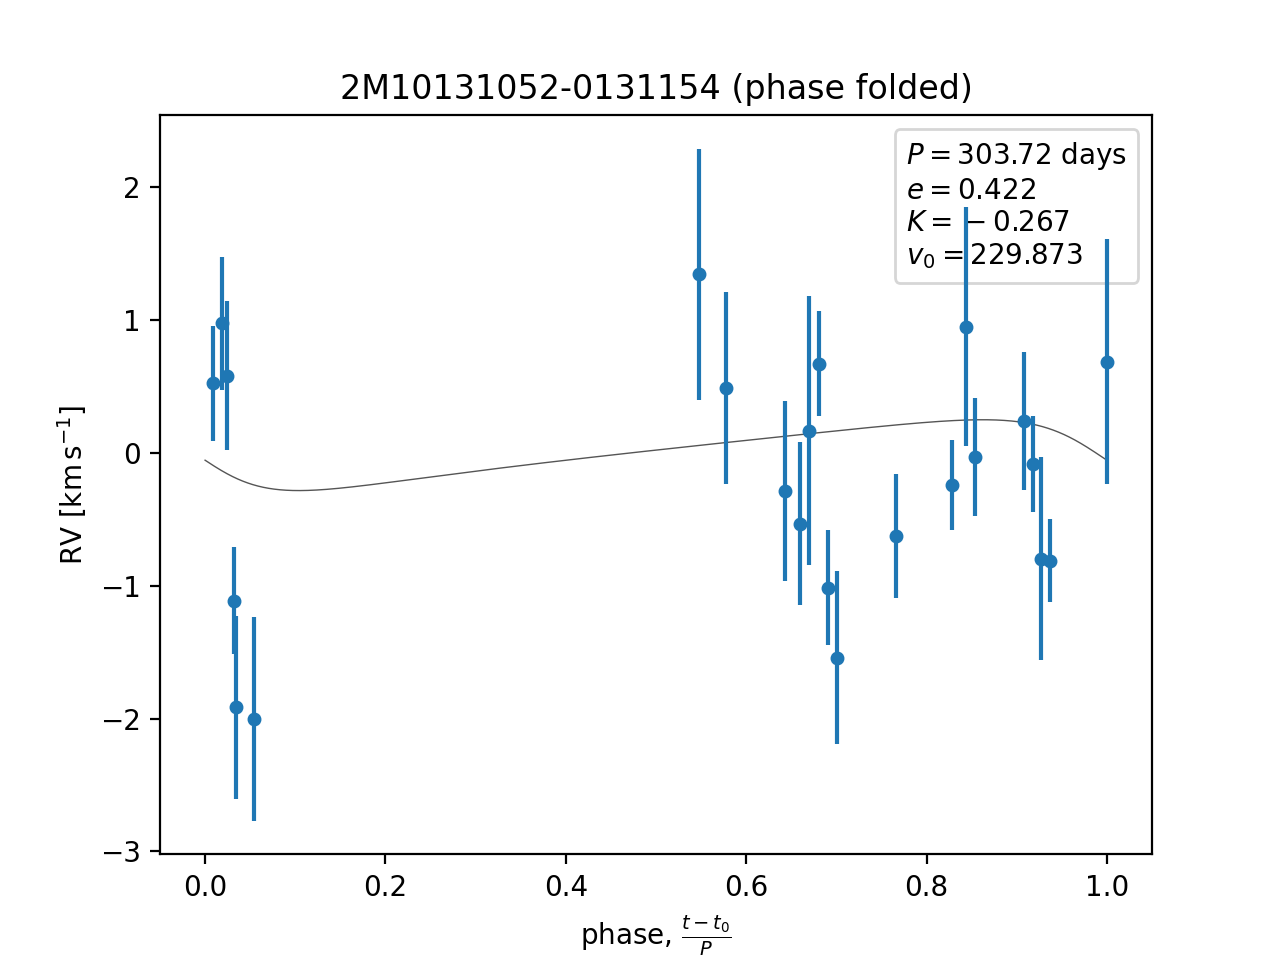 2M10131052-0131154 (phase folded)
P = 303.72 days
e = 0.422
K = −0.267
v₀ = 229.873
2
1
0
−1
−2
−3
RV [km s⁻¹]
0.0 0.2 0.4 0.6 0.8 1.0
phase, (t − t₀)/P